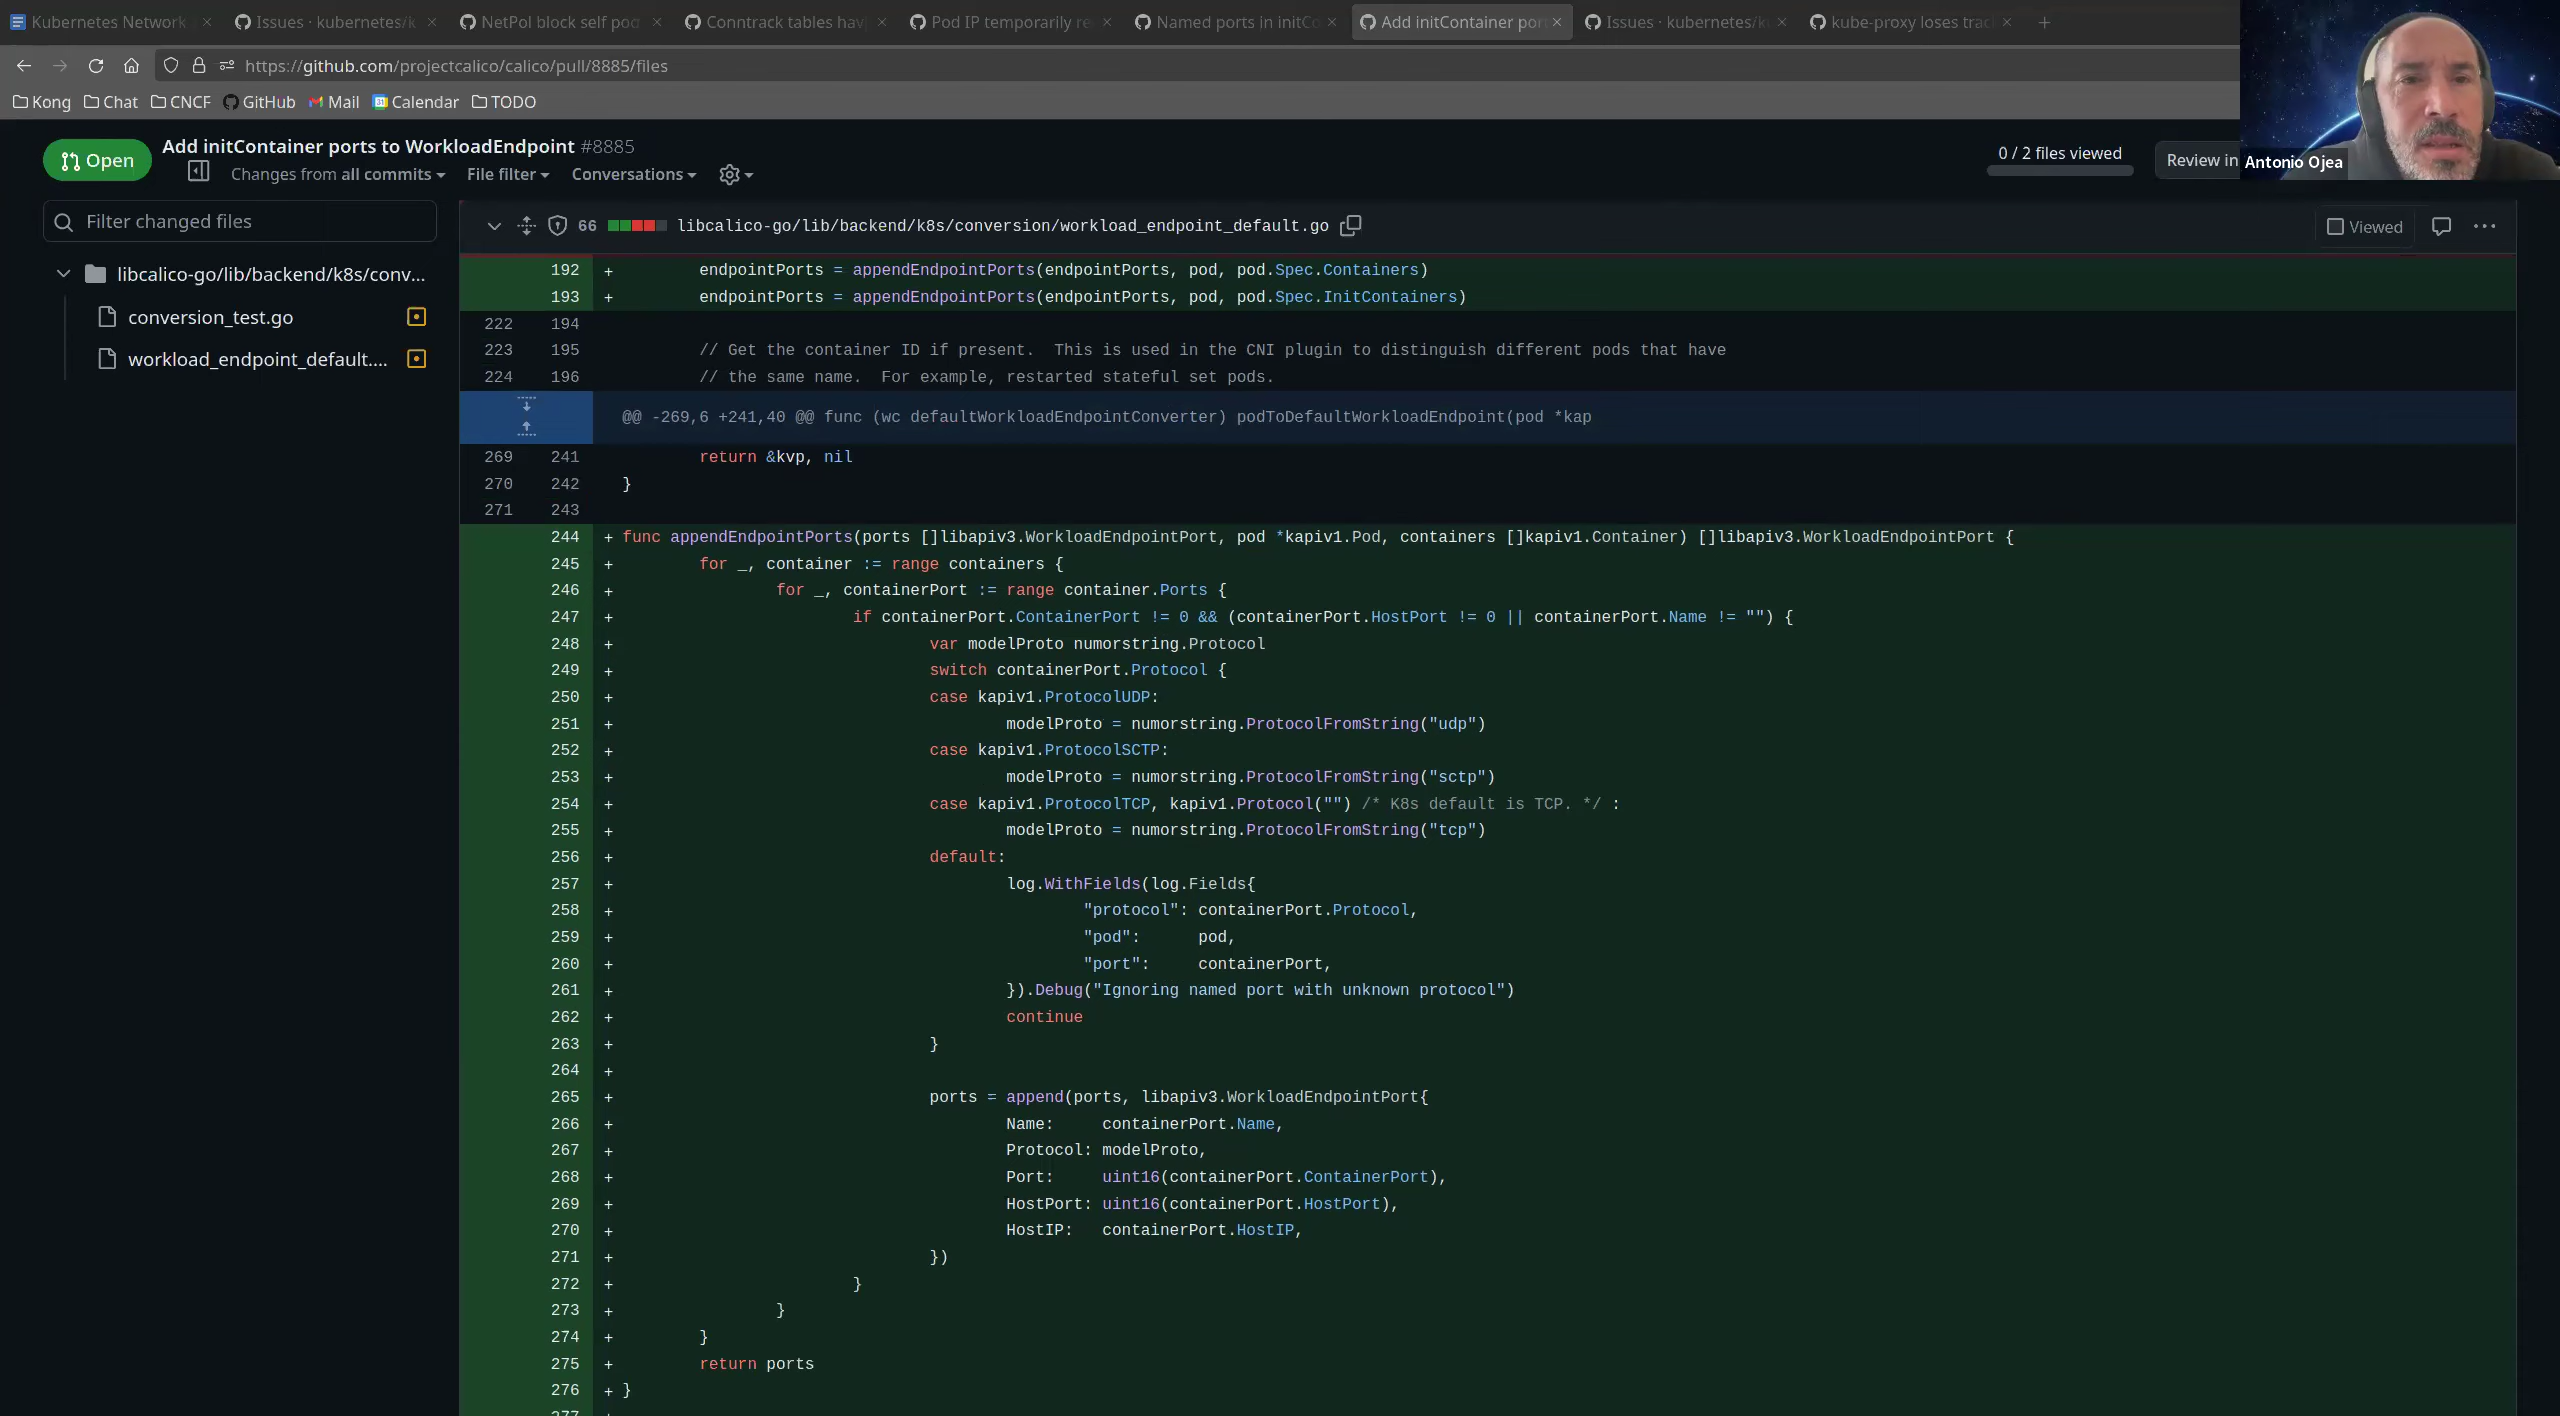 Kubernetes Network
Issues · kubernetes/k
NetPol block self pod
Conntrack tables hav
Pod IP temporarily re
Named ports in initCo
Add initContainer por
Issues · kubernetes/k
kube-proxy loses trac
https://github.com/projectcalico/calico/pull/8885/files
Kong Chat CNCF GitHub Mail Calendar TODO
Open
Add initContainer ports to WorkloadEndpoint #8885
Changes from all commits File filter Conversations
0 / 2 files viewed
Review in
Antonio Ojea
Filter changed files
libcalico-go/lib/backend/k8s/conv...
conversion_test.go
workload_endpoint_default....
66 libcalico-go/lib/backend/k8s/conversion/workload_endpoint_default.go
Viewed
192 + endpointPorts = appendEndpointPorts(endpointPorts, pod, pod.Spec.Containers)
193 + endpointPorts = appendEndpointPorts(endpointPorts, pod, pod.Spec.InitContainers)
222 194
223 195 // Get the container ID if present.  This is used in the CNI plugin to distinguish different pods that have
224 196 // the same name.  For example, restarted stateful set pods.
@@ -269,6 +241,40 @@ func (wc defaultWorkloadEndpointConverter) podToDefaultWorkloadEndpoint(pod *kap
269 241 return &kvp, nil
270 242 }
271 243
244 + func appendEndpointPorts(ports []libapiv3.WorkloadEndpointPort, pod *kapiv1.Pod, containers []kapiv1.Container) []libapiv3.WorkloadEndpointPort {
245 + for _, container := range containers {
246 + for _, containerPort := range container.Ports {
247 + if containerPort.ContainerPort != 0 && (containerPort.HostPort != 0 || containerPort.Name != "") {
248 + var modelProto numorstring.Protocol
249 + switch containerPort.Protocol {
250 + case kapiv1.ProtocolUDP:
251 + modelProto = numorstring.ProtocolFromString("udp")
252 + case kapiv1.ProtocolSCTP:
253 + modelProto = numorstring.ProtocolFromString("sctp")
254 + case kapiv1.ProtocolTCP, kapiv1.Protocol("") /* K8s default is TCP. */ :
255 + modelProto = numorstring.ProtocolFromString("tcp")
256 + default:
257 + log.WithFields(log.Fields{
258 + "protocol": containerPort.Protocol,
259 + "pod":      pod,
260 + "port":     containerPort,
261 + }).Debug("Ignoring named port with unknown protocol")
262 + continue
263 + }
264 +
265 + ports = append(ports, libapiv3.WorkloadEndpointPort{
266 + Name:     containerPort.Name,
267 + Protocol: modelProto,
268 + Port:     uint16(containerPort.ContainerPort),
269 + HostPort: uint16(containerPort.HostPort),
270 + HostIP:   containerPort.HostIP,
271 + })
272 + }
273 + }
274 + }
275 + return ports
276 + }